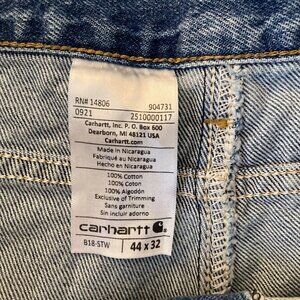 RN# 14806 904731
0921 2510000117
Carhartt, Inc. P. O. Box 600
Dearborn, MI 48121 USA
Carhartt.com
Made in Nicaragua
Fabriqué au Nicaragua
Hecho en Nicaragua
100% Cotton
100% Coton
100% Algodón
Exclusive of Trimming
Sans garniture
Sin incluir adorno
carhartt
B18-STW 44 x 32